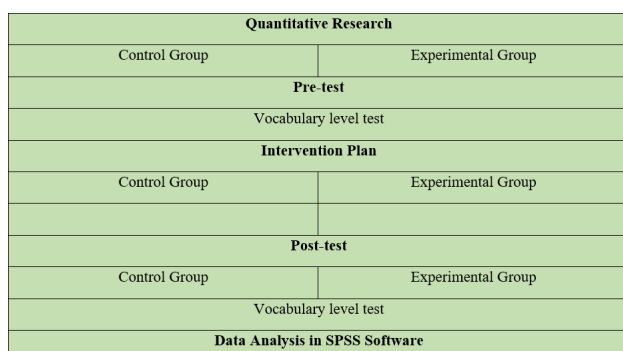 Quantitative Research
Control Group Experimental Group
Pre-test
Vocabulary level test
Intervention Plan
Control Group Experimental Group
Post-test
Control Group Experimental Group
Vocabulary level test
Data Analysis in SPSS Software